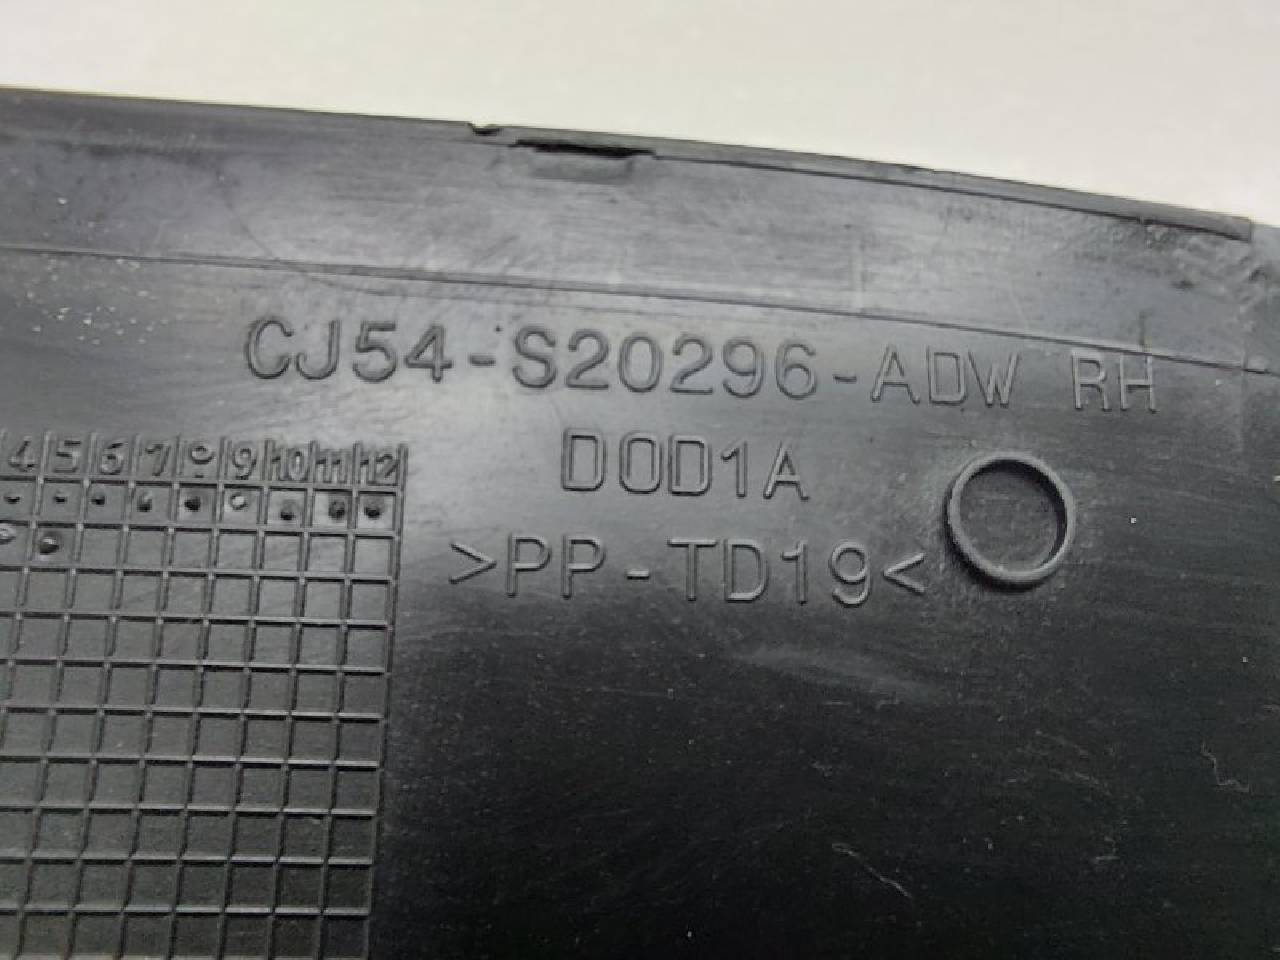 CJ54-S20296-ADW RH
D0D1A
>PP-TD19<
4 5 6 7 8 9 10 11 12